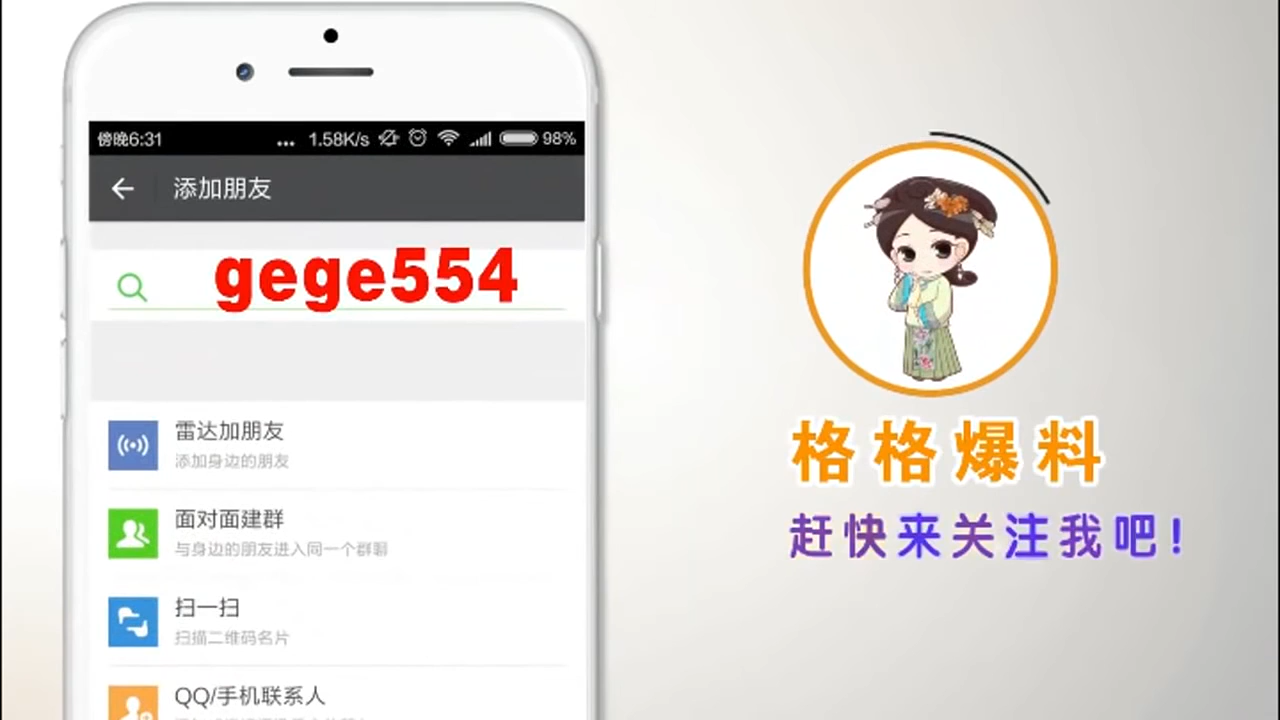 傍晚6:31 ... 1.58K/s 98%
添加朋友
gege554
雷达加朋友
添加身边的朋友
面对面建群
与身边的朋友进入同一个群聊
扫一扫
扫描二维码名片
QQ/手机联系人
格格爆料
赶快来关注我吧!